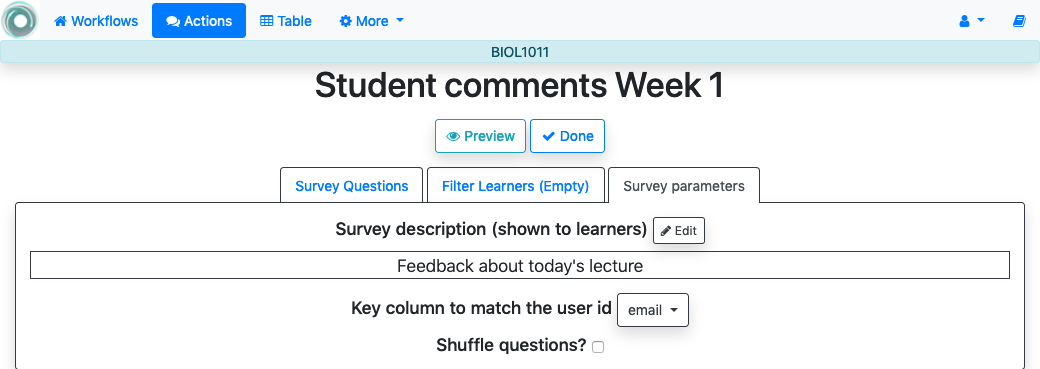 Workflows Actions Table More
BIOL1011
Student comments Week 1
Preview Done
Survey Questions Filter Learners (Empty) Survey parameters
Survey description (shown to learners) Edit
Feedback about today's lecture
Key column to match the user id email
Shuffle questions?